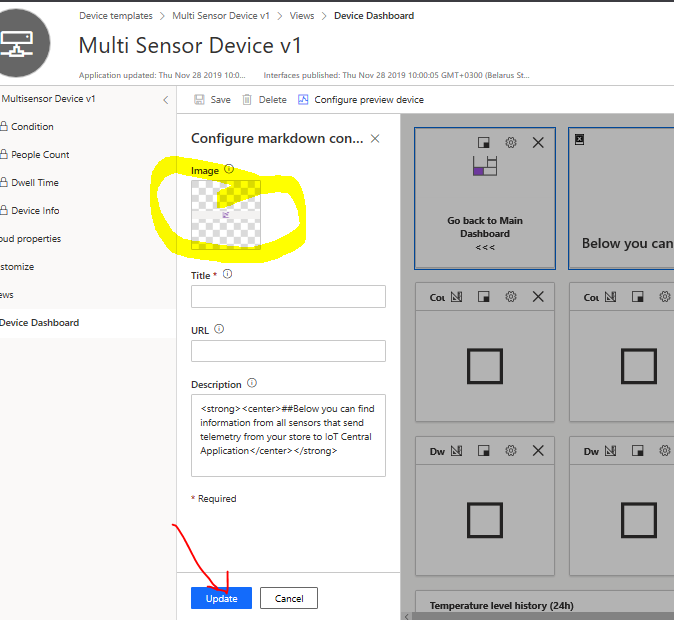 Device templates > Multi Sensor Device v1 > Views > Device Dashboard
Multi Sensor Device v1
Application updated: Thu Nov 28 2019 10:0... Interfaces published: Thu Nov 28 2019 10:00:05 GMT+0300 (Belarus St...
Multisensor Device v1
Condition
People Count
Dwell Time
Device Info
oud properties
stomize
ews
Device Dashboard
Save Delete Configure preview device
Configure markdown con...
Image
Title *
URL
Description
<strong><center>##Below you can find
information from all sensors that send
telemetry from your store to IoT Central
Application</center></strong>
* Required
Update Cancel
Go back to Main
Dashboard
<<<
Below you can
Cou
Cou
Dw
Dw
Temperature level history (24h)